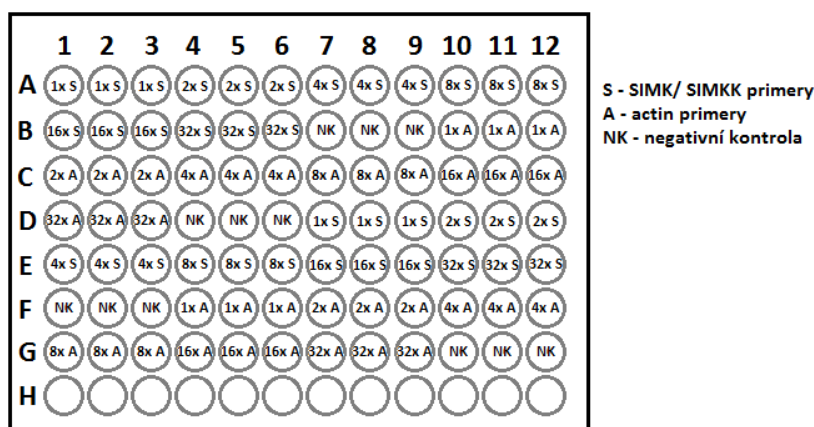 1 2 3 4 5 6 7 8 9 10 11 12
A 1x S 1x S 1x S 2x S 2x S 2x S 4x S 4x S 4x S 8x S 8x S 8x S
B 16x S 16x S 16x S 32x S 32x S 32x S NK NK NK 1x A 1x A 1x A
C 2x A 2x A 2x A 4x A 4x A 4x A 8x A 8x A 8x A 16x A 16x A 16x A
D 32x A 32x A 32x A NK NK NK 1x S 1x S 1x S 2x S 2x S 2x S
E 4x S 4x S 4x S 8x S 8x S 8x S 16x S 16x S 16x S 32x S 32x S 32x S
F NK NK NK 1x A 1x A 1x A 2x A 2x A 2x A 4x A 4x A 4x A
G 8x A 8x A 8x A 16x A 16x A 16x A 32x A 32x A 32x A NK NK NK
H
S - SIMK/ SIMKK primery
A - actin primery
NK - negativní kontrola